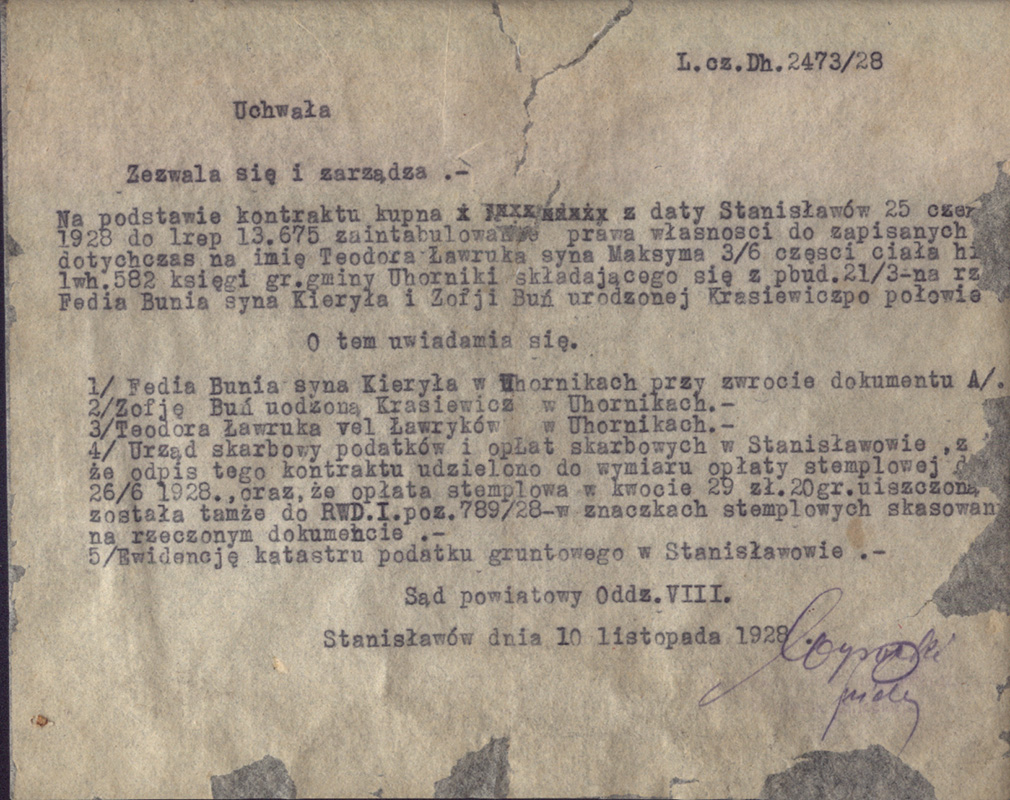 L.cz.Dh.2473/28
Uchwała
Zezwala się i zarządza .-
Na podstawie kontraktu kupna z daty Stanisławów 25 czer
1928 do lrep 13.675 zaintabulowanie prawa własnosci do zapisanych
dotychczas na imię Teodora Ławruka syna Maksyma 3/6 częsci ciała hi
lwh.582 księgi gr.gminy Uhorniki składającego się z pbud.21/3-na rz
Fedia Bunia syna Kieryła i Zofji Buń urodzonej Krasiewiczpo połowie
O tem uwiadamia się.
1/ Fedia Bunia syna Kieryła w Uhornikach przy zwrocie dokumentu A/.
2/Zofję Buń uodzoną Krasiewicz w Uhornikach.-
3/Teodora Ławruka vel Ławryków w Uhornikach.-
4/ Urząd skarbowy podatków i opłat skarbowych w Stanisławowie ,z
że odpis tego kontraktu udzielono do wymiaru opłaty stemplowej d
26/6 1928.,oraz,że opłata stemplowa w kwocie 29 zł.20gr.uiszczoną
została tamże do RWD.I.poz.789/28-w znaczkach stemplowych skasowan
na rzeczonym dokumencie .-
5/Ewidencję katastru podatku gruntowego w Stanisławowie .-
Sąd powiatowy Oddz.VIII.
Stanisławów dnia 10 listopada 1928.